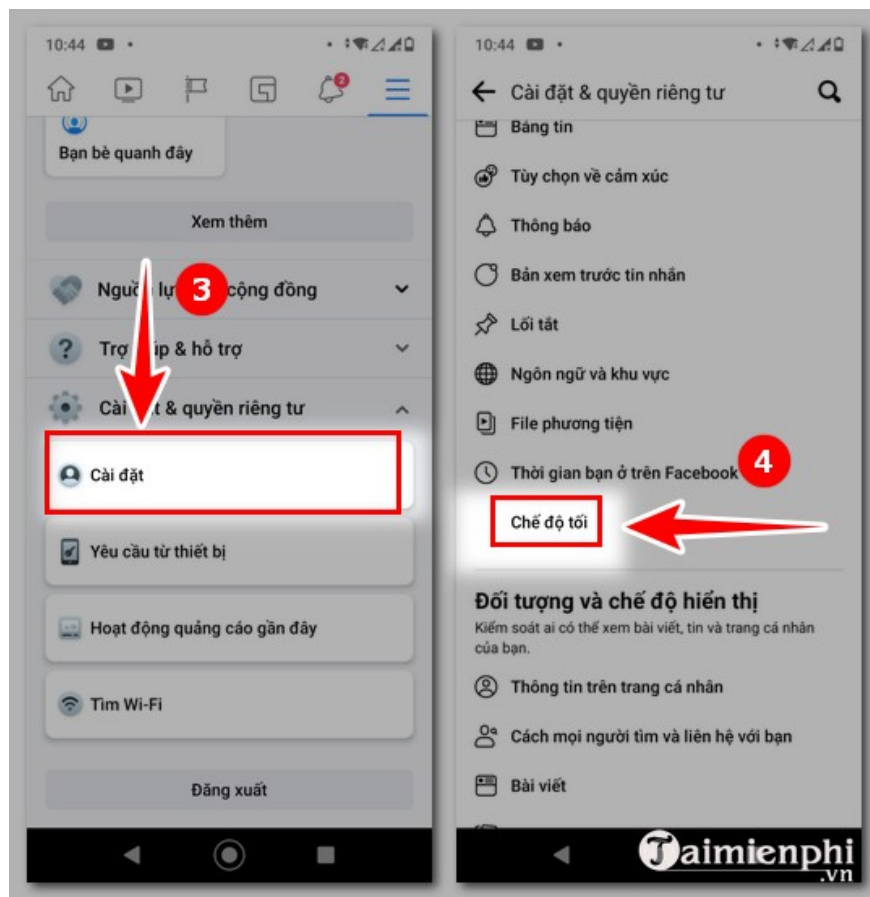 10:44
2
Bạn bè quanh đây
Xem thêm
Nguồ lự cộng đồng
3
Trợ úp & hỗ trợ
Cài t & quyền riêng tư
Cài đặt
Yêu cầu từ thiết bị
Hoạt động quảng cáo gần đây
Tìm Wi-Fi
Đăng xuất
10:44
Cài đặt & quyền riêng tư
Bảng tin
Tùy chọn về cảm xúc
Thông báo
Bản xem trước tin nhắn
Lối tắt
Ngôn ngữ và khu vực
File phương tiện
Thời gian bạn ở trên Facebook
4
Chế độ tối
Đối tượng và chế độ hiển thị
Kiểm soát ai có thể xem bài viết, tin và trang cá nhân
của bạn.
Thông tin trên trang cá nhân
Cách mọi người tìm và liên hệ với bạn
Bài viết
Taimienphi
.vn